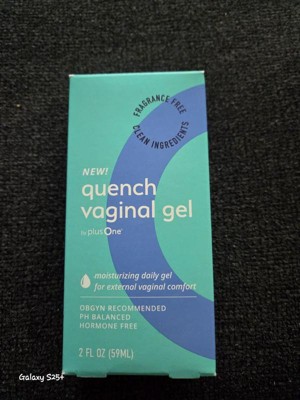 FRAGRANCE FREE
CLEAN INGREDIENTS
NEW!
quench
vaginal gel
by plusOne
moisturizing daily gel
for external vaginal comfort
OBGYN RECOMMENDED
PH BALANCED
HORMONE FREE
2 FL OZ (59ML)
Galaxy S25+